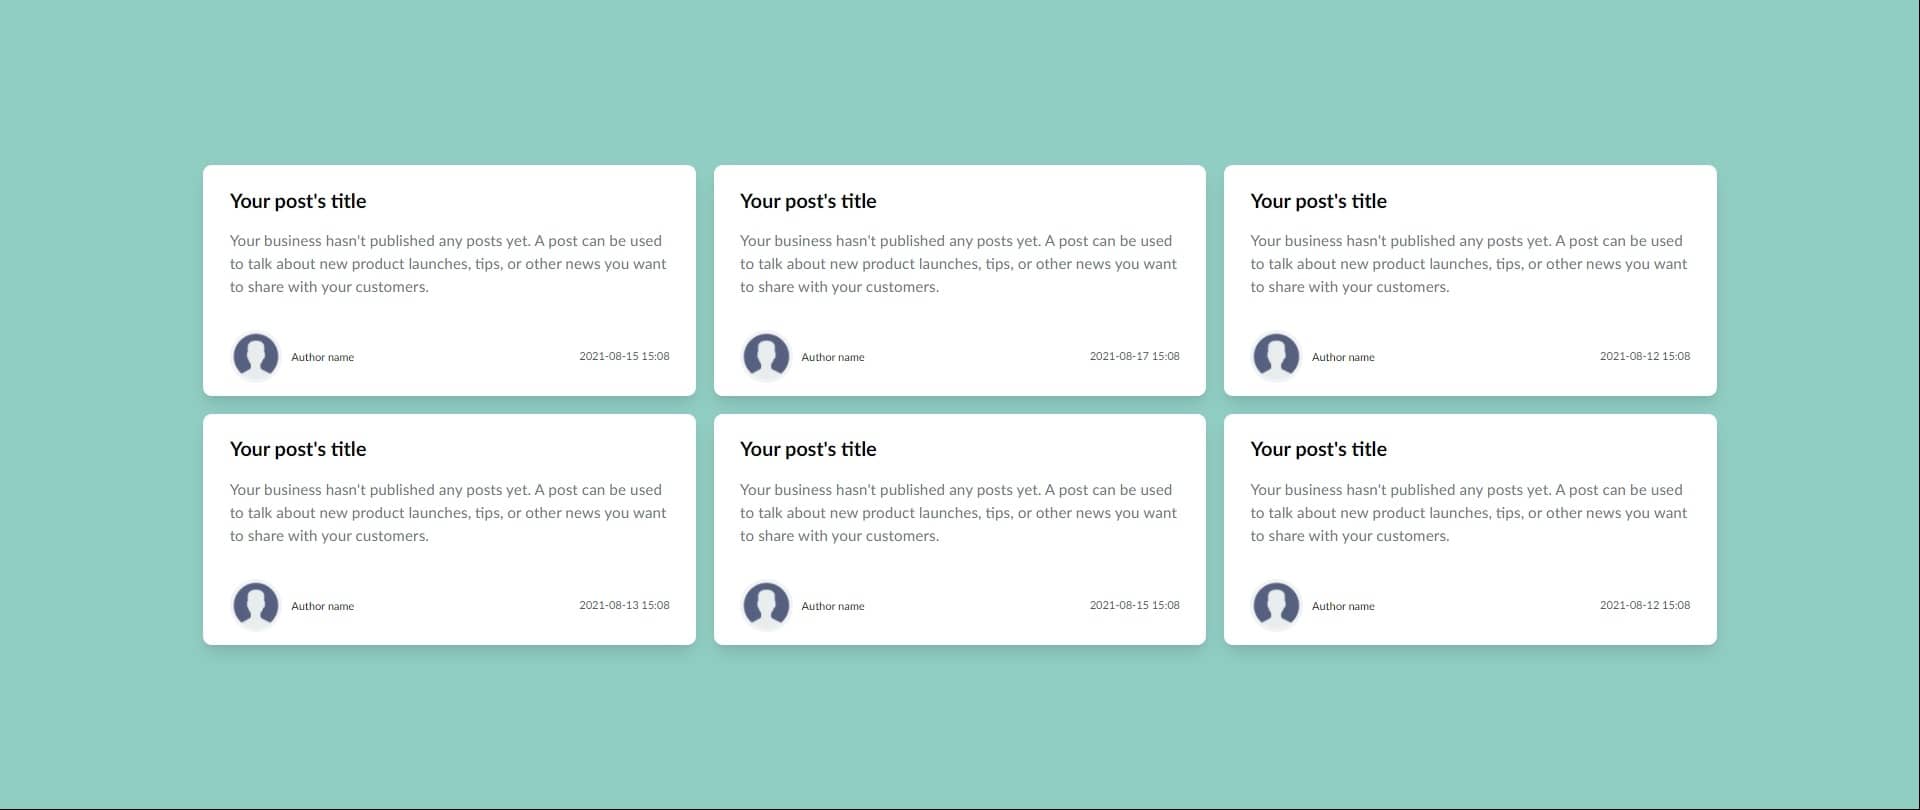 Your post's title
Your business hasn't published any posts yet. A post can be used
to talk about new product launches, tips, or other news you want
to share with your customers.
Author name
2021-08-15 15:08
Your post's title
Your business hasn't published any posts yet. A post can be used
to talk about new product launches, tips, or other news you want
to share with your customers.
Author name
2021-08-17 15:08
Your post's title
Your business hasn't published any posts yet. A post can be used
to talk about new product launches, tips, or other news you want
to share with your customers.
Author name
2021-08-12 15:08
Your post's title
Your business hasn't published any posts yet. A post can be used
to talk about new product launches, tips, or other news you want
to share with your customers.
Author name
2021-08-13 15:08
Your post's title
Your business hasn't published any posts yet. A post can be used
to talk about new product launches, tips, or other news you want
to share with your customers.
Author name
2021-08-15 15:08
Your post's title
Your business hasn't published any posts yet. A post can be used
to talk about new product launches, tips, or other news you want
to share with your customers.
Author name
2021-08-12 15:08